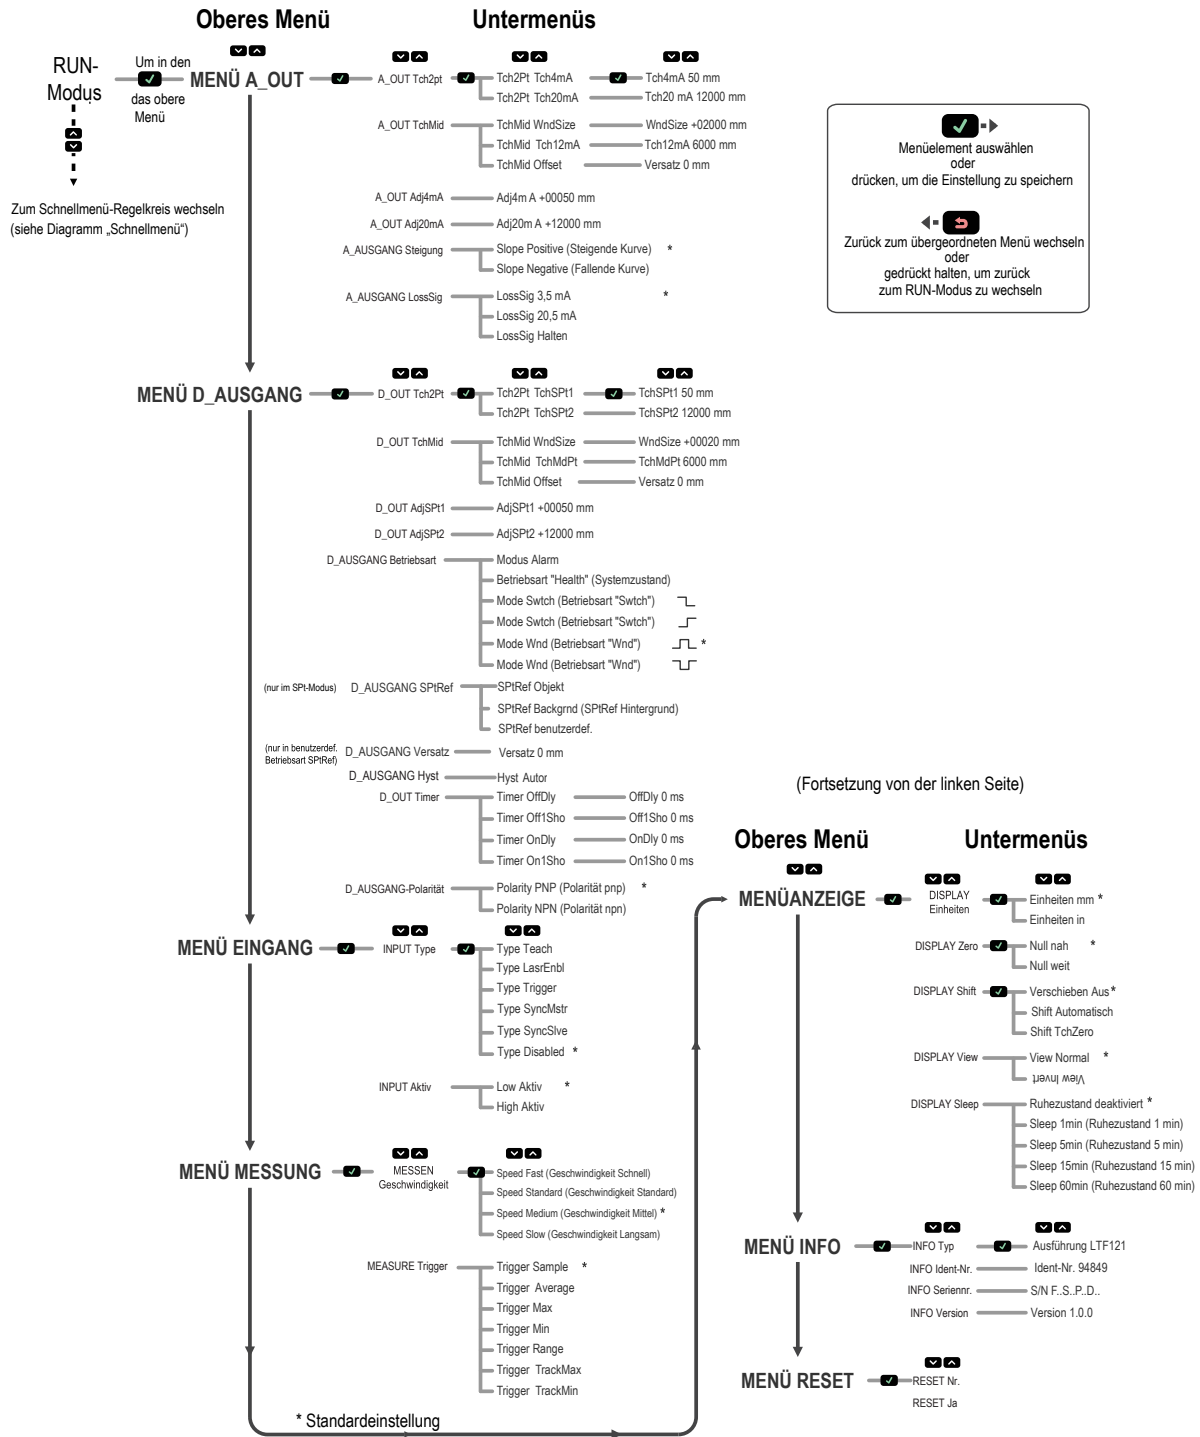 Oberes Menü
Untermenüs
RUN-
Modus
Um in den
das obere
Menü
Zum Schnellmenü-Regelkreis wechseln
(siehe Diagramm „Schnellmenü“)
MENÜ A_OUT
A_OUT Tch2pt
Tch2Pt Tch4mA
Tch4mA 50 mm
Tch2Pt Tch20mA
Tch20 mA 12000 mm
A_OUT TchMid
TchMid WndSize
WndSize +02000 mm
TchMid Tch12mA
Tch12mA 6000 mm
TchMid Offset
Versatz 0 mm
A_OUT Adj4mA
Adj4m A +00050 mm
A_OUT Adj20mA
Adj20m A +12000 mm
A_AUSGANG Steigung
Slope Positive (Steigende Kurve) *
Slope Negative (Fallende Kurve)
A_AUSGANG LossSig
LossSig 3,5 mA *
LossSig 20,5 mA
LossSig Halten
Menüelement auswählen
oder
drücken, um die Einstellung zu speichern
Zurück zum übergeordneten Menü wechseln
oder
gedrückt halten, um zurück
zum RUN-Modus zu wechseln
MENÜ D_AUSGANG
D_OUT Tch2Pt
Tch2Pt TchSPt1
TchSPt1 50 mm
Tch2Pt TchSPt2
TchSPt2 12000 mm
D_OUT TchMid
TchMid WndSize
WndSize +00020 mm
TchMid TchMdPt
TchMdPt 6000 mm
TchMid Offset
Versatz 0 mm
D_OUT AdjSPt1
AdjSPt1 +00050 mm
D_OUT AdjSPt2
AdjSPt2 +12000 mm
D_AUSGANG Betriebsart
Modus Alarm
Betriebsart "Health" (Systemzustand)
Mode Swtch (Betriebsart "Swtch")
Mode Swtch (Betriebsart "Swtch")
Mode Wnd (Betriebsart "Wnd") *
Mode Wnd (Betriebsart "Wnd")
(nur im SPt-Modus)
D_AUSGANG SPtRef
SPtRef Objekt
SPtRef Backgrnd (SPtRef Hintergrund)
SPtRef benutzerdef.
(nur in benutzerdef.
Betriebsart SPtRef)
D_AUSGANG Versatz
Versatz 0 mm
D_AUSGANG Hyst
Hyst Autor
D_OUT Timer
Timer OffDly
OffDly 0 ms
Timer Off1Sho
Off1Sho 0 ms
Timer OnDly
OnDly 0 ms
Timer On1Sho
On1Sho 0 ms
D_AUSGANG-Polarität
Polarity PNP (Polarität pnp) *
Polarity NPN (Polarität npn)
MENÜ EINGANG
INPUT Type
Type Teach
Type LasrEnbl
Type Trigger
Type SyncMstr
Type SyncSlve
Type Disabled *
INPUT Aktiv
Low Aktiv *
High Aktiv
MENÜ MESSUNG
MESSEN
Geschwindigkeit
Speed Fast (Geschwindigkeit Schnell)
Speed Standard (Geschwindigkeit Standard)
Speed Medium (Geschwindigkeit Mittel) *
Speed Slow (Geschwindigkeit Langsam)
MEASURE Trigger
Trigger Sample *
Trigger Average
Trigger Max
Trigger Min
Trigger Range
Trigger TrackMax
Trigger TrackMin
* Standardeinstellung
(Fortsetzung von der linken Seite)
Oberes Menü
Untermenüs
MENÜANZEIGE
DISPLAY
Einheiten
Einheiten mm *
Einheiten in
DISPLAY Zero
Null nah *
Null weit
DISPLAY Shift
Verschieben Aus *
Shift Automatisch
Shift TchZero
DISPLAY View
View Normal *
View Invert
DISPLAY Sleep
Ruhezustand deaktiviert *
Sleep 1min (Ruhezustand 1 min)
Sleep 5min (Ruhezustand 5 min)
Sleep 15min (Ruhezustand 15 min)
Sleep 60min (Ruhezustand 60 min)
MENÜ INFO
INFO Typ
Ausführung LTF121
INFO Ident-Nr.
Ident-Nr. 94849
INFO Seriennr.
S/N F..S..P..D..
INFO Version
Version 1.0.0
MENÜ RESET
RESET Nr.
RESET Ja